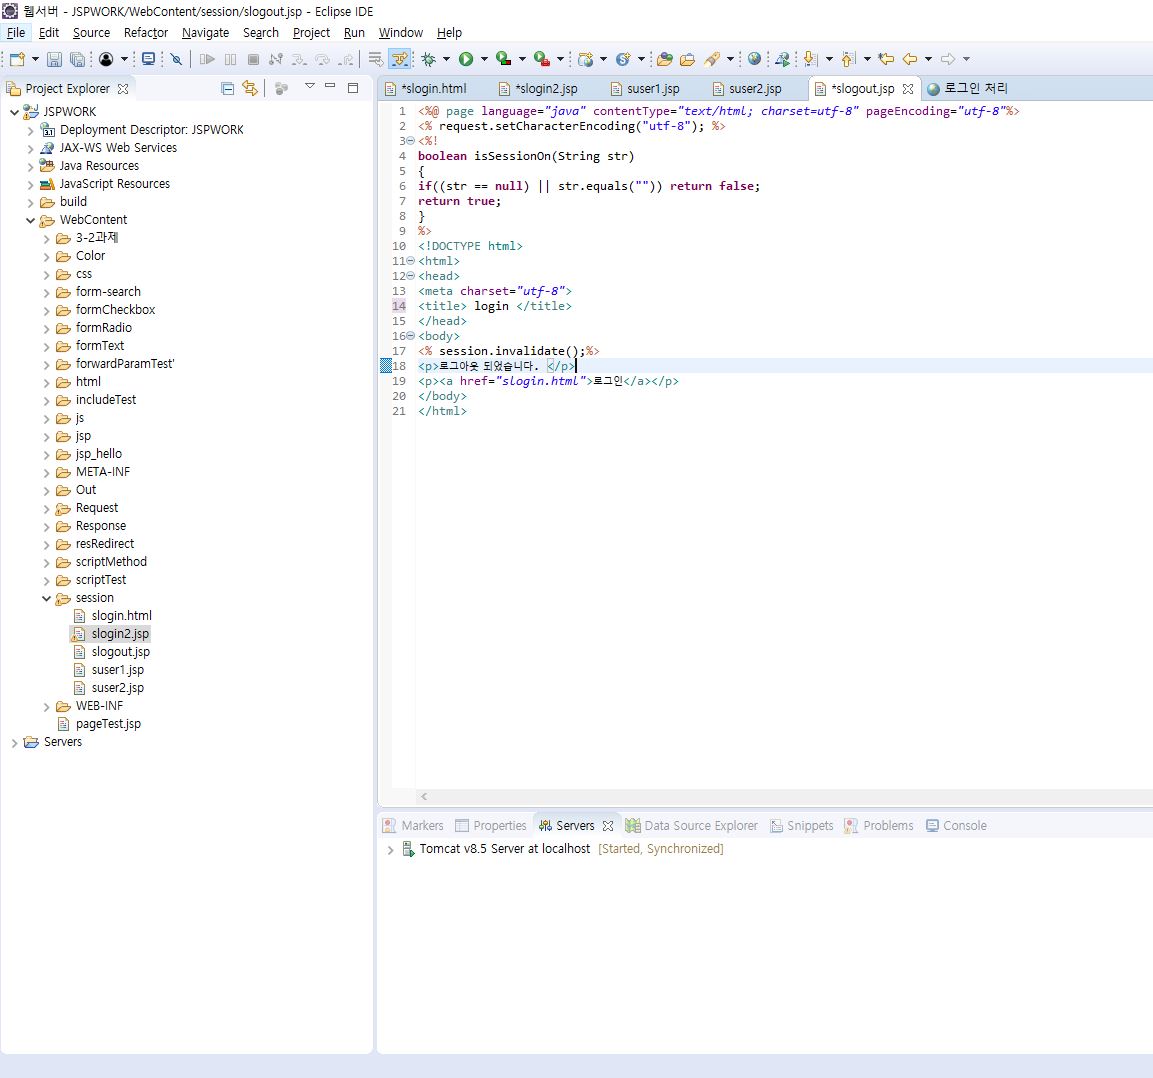 웹서버 - JSPWORK/WebContent/session/slogout.jsp - Eclipse IDE
File Edit Source Refactor Navigate Search Project Run Window Help
Project Explorer
JSPWORK
Deployment Descriptor: JSPWORK
JAX-WS Web Services
Java Resources
JavaScript Resources
build
WebContent
3-2과제
Color
css
form-search
formCheckbox
formRadio
formText
forwardParamTest'
html
includeTest
js
jsp
jsp_hello
META-INF
Out
Request
Response
resRedirect
scriptMethod
scriptTest
session
slogin.html
slogin2.jsp
slogout.jsp
suser1.jsp
suser2.jsp
WEB-INF
pageTest.jsp
Servers
*slogin.html *slogin2.jsp suser1.jsp suser2.jsp *slogout.jsp 로그인 처리
1 <%@ page language="java" contentType="text/html; charset=utf-8" pageEncoding="utf-8"%>
2 <% request.setCharacterEncoding("utf-8"); %>
3 <%!
4 boolean isSessionOn(String str)
5 {
6 if((str == null) || str.equals("")) return false;
7 return true;
8 }
9 %>
10 <!DOCTYPE html>
11 <html>
12 <head>
13 <meta charset="utf-8">
14 <title> login </title>
15 </head>
16 <body>
17 <% session.invalidate();%>
18 <p>로그아웃 되었습니다. </p>
19 <p><a href="slogin.html">로그인</a></p>
20 </body>
21 </html>
Markers Properties Servers Data Source Explorer Snippets Problems Console
Tomcat v8.5 Server at localhost [Started, Synchronized]